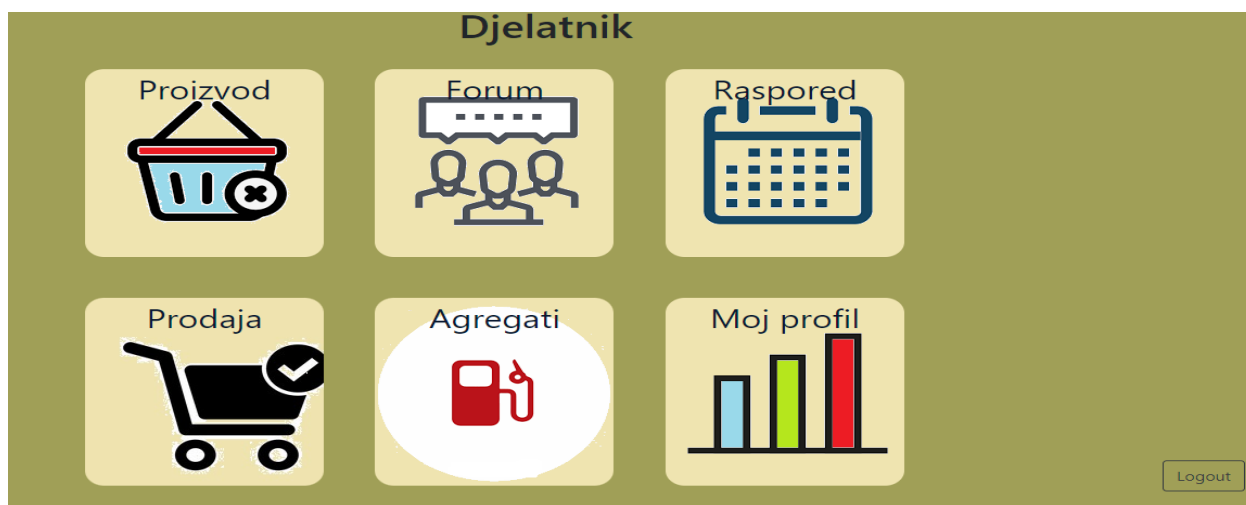 Djelatnik
Proizvod
Forum
Raspored
Prodaja
Agregati
Moj profil
Logout